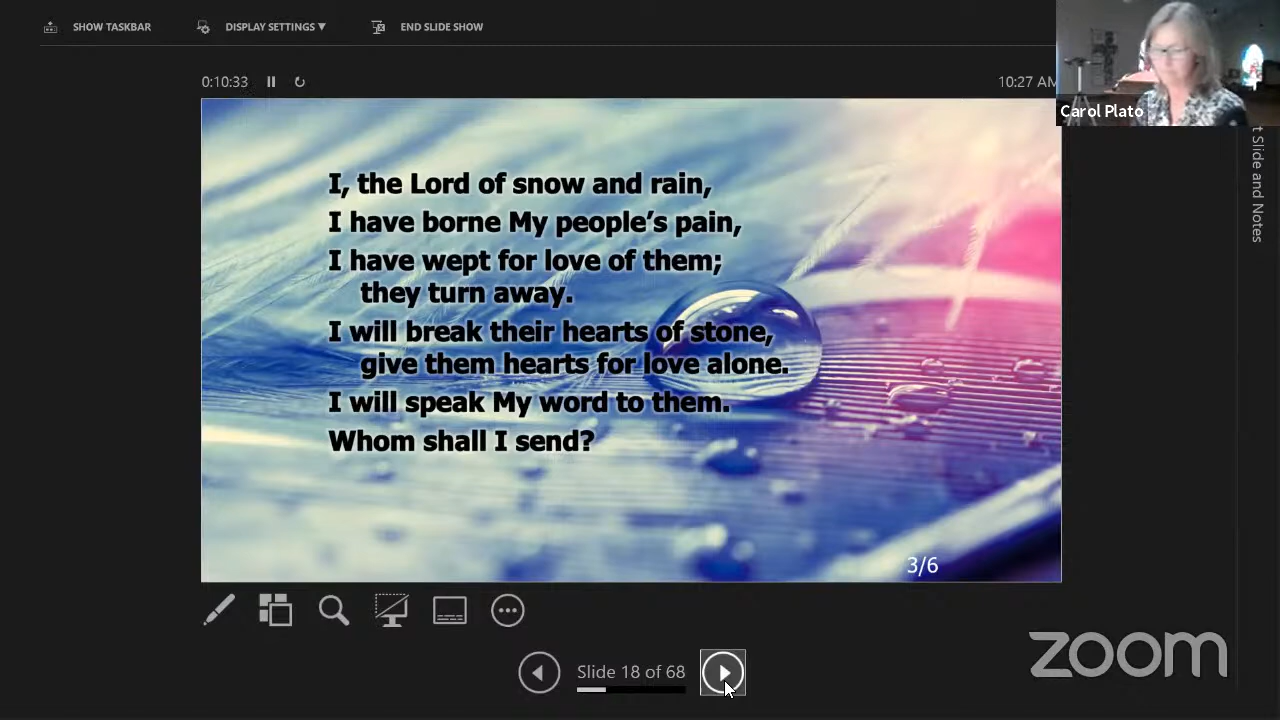 SHOW TASKBAR
DISPLAY SETTINGS ▼
END SLIDE SHOW
0:10:33
10:27 AM
Carol Plato
t Slide and Notes
I, the Lord of snow and rain,
I have borne My people’s pain,
I have wept for love of them;
they turn away.
I will break their hearts of stone,
give them hearts for love alone.
I will speak My word to them.
Whom shall I send?
3/6
Slide 18 of 68
zoom